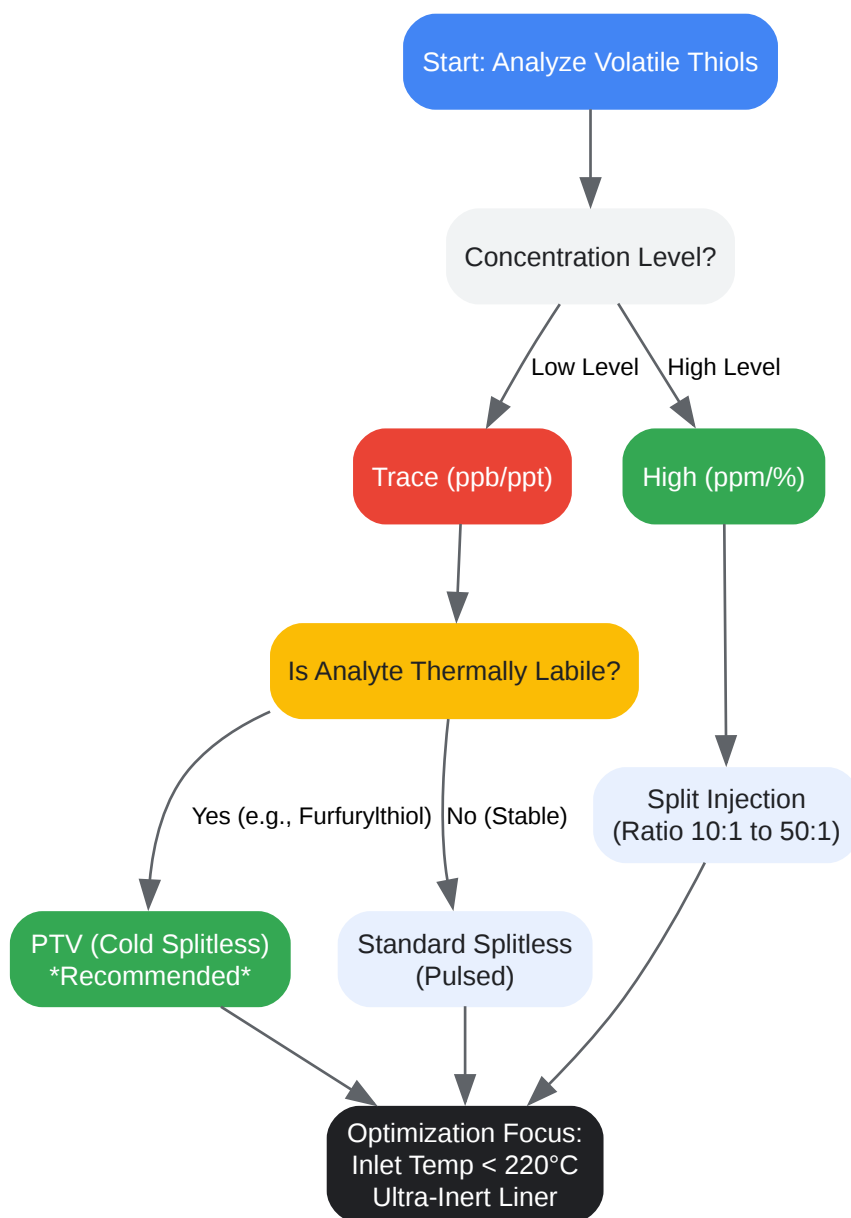 Start: Analyze Volatile Thiols
Concentration Level?
Low Level
High Level
Trace (ppb/ppt)
High (ppm/%)
Is Analyte Thermally Labile?
Yes (e.g., Furfurylthiol)
No (Stable)
Split Injection
(Ratio 10:1 to 50:1)
PTV (Cold Splitless)
*Recommended*
Standard Splitless
(Pulsed)
Optimization Focus:
Inlet Temp < 220°C
Ultra-Inert Liner